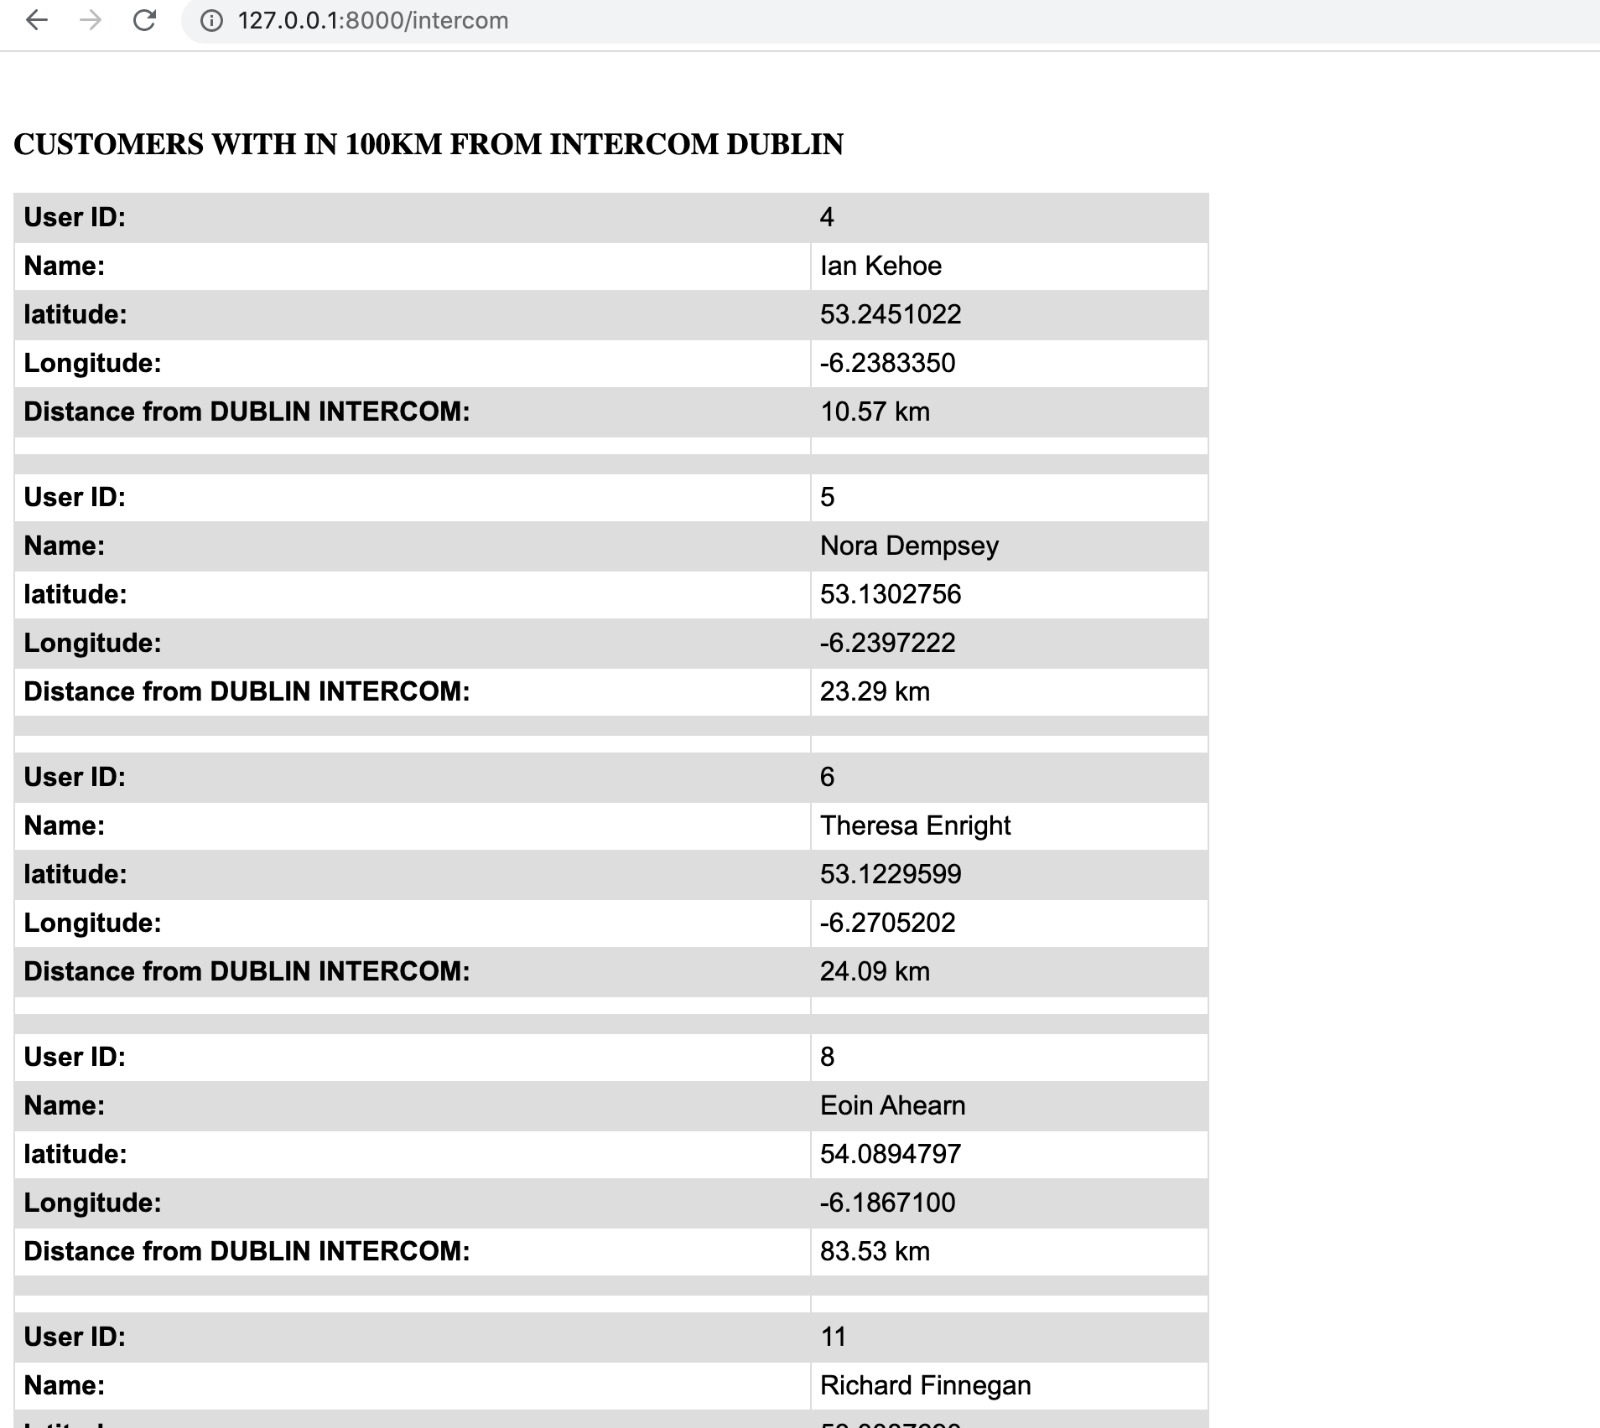 127.0.0.1:8000/intercom
CUSTOMERS WITH IN 100KM FROM INTERCOM DUBLIN
User ID: 4
Name: Ian Kehoe
latitude: 53.2451022
Longitude: -6.2383350
Distance from DUBLIN INTERCOM: 10.57 km
User ID: 5
Name: Nora Dempsey
latitude: 53.1302756
Longitude: -6.2397222
Distance from DUBLIN INTERCOM: 23.29 km
User ID: 6
Name: Theresa Enright
latitude: 53.1229599
Longitude: -6.2705202
Distance from DUBLIN INTERCOM: 24.09 km
User ID: 8
Name: Eoin Ahearn
latitude: 54.0894797
Longitude: -6.1867100
Distance from DUBLIN INTERCOM: 83.53 km
User ID: 11
Name: Richard Finnegan